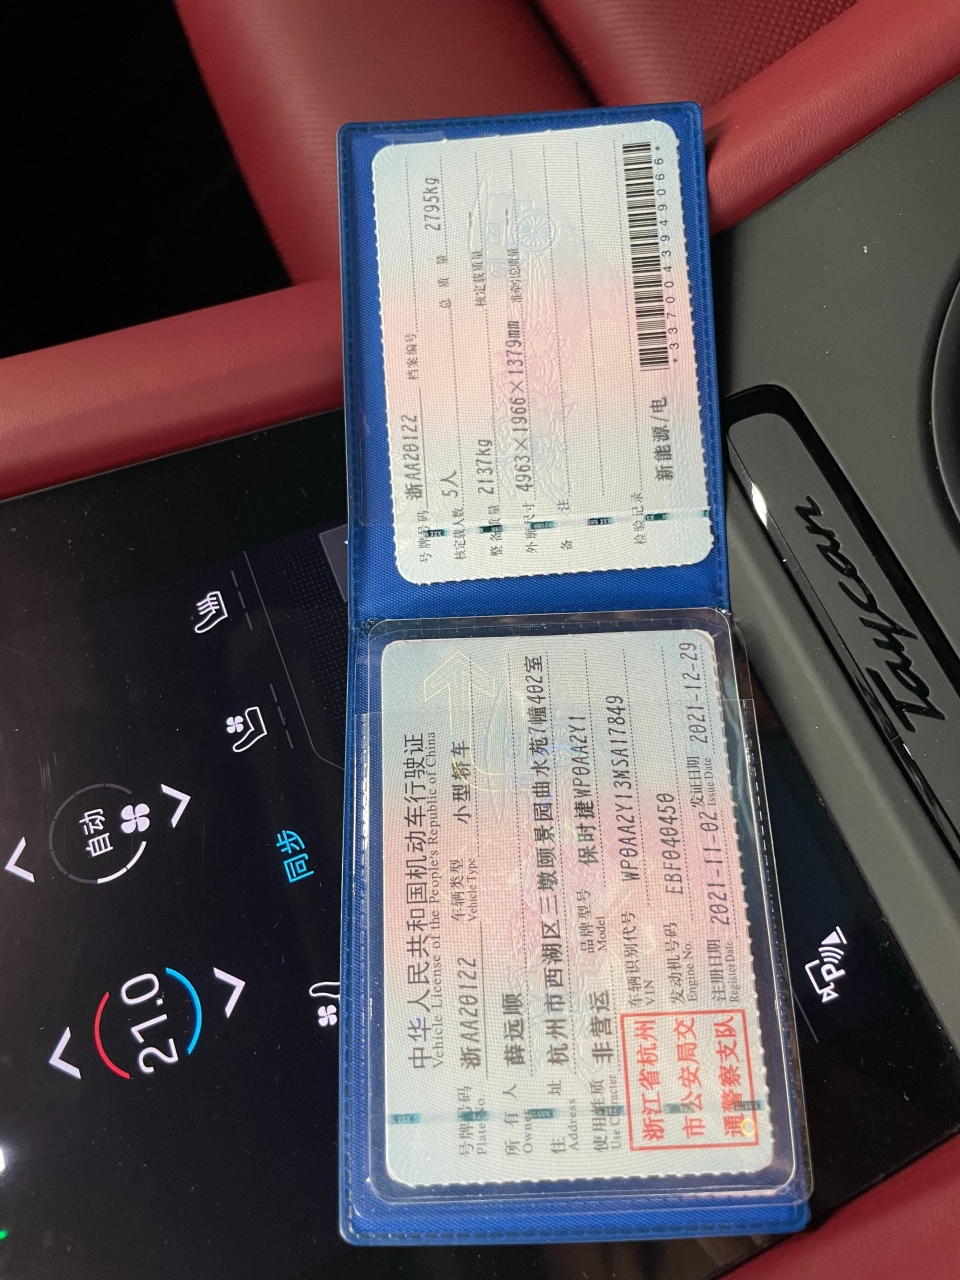 中华人民共和国机动车行驶证
Vehicle License of the People's Republic of China
号牌号码 浙AA20122 车辆类型 小型轿车
Plate No. Vehicle Type
所有人 薛远顺
Owner
住址 杭州市西湖区三墩颐景园曲水苑7幢402室
Address
使用性质 非营运 品牌型号 保时捷WP0AA2Y1
Use Character Model
浙江省杭州
市公安局交
通警察支队
车辆识别代号 WP0AA2Y13MSA17849
VIN
发动机号码 EBF040450
Engine No.
注册日期 2021-11-02 发证日期 2021-12-29
Register Date Issue Date
号牌号码 浙AA20122 档案编号
核定载人数 5人 总质量 2795kg
整备质量 2137kg 核定载质量
外廓尺寸 4963×1966×1379mm 准牵引总质量
备注
检验记录 新能源/电
*3370043949066*
自动
同步
21.0
P
Taycan